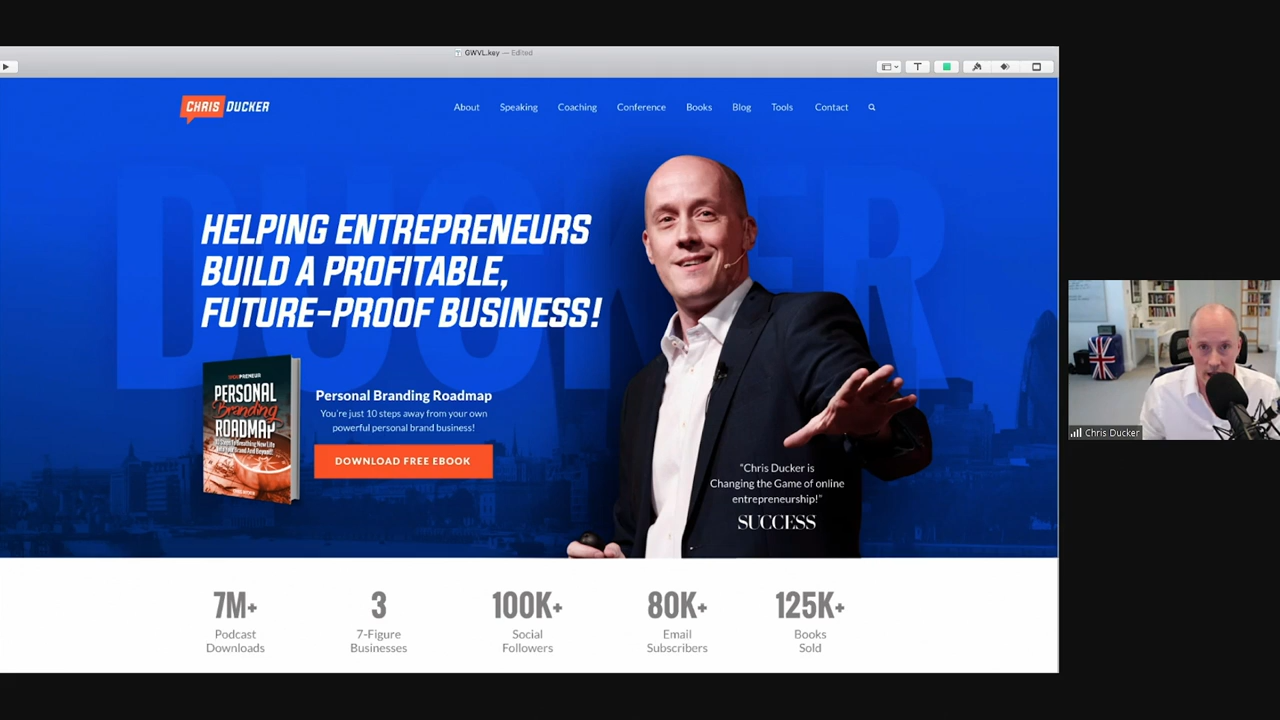 GWVL.key — Edited
CHRIS DUCKER
About Speaking Coaching Conference Books Blog Tools Contact
DUCKER
HELPING ENTREPRENEURS
BUILD A PROFITABLE,
FUTURE-PROOF BUSINESS!
PERSONAL
Branding
ROADMAP
Personal Branding Roadmap
You're just 10 steps away from your own
powerful personal brand business!
DOWNLOAD FREE EBOOK
"Chris Ducker is
Changing the Game of online
entrepreneurship!"
SUCCESS
7M+
Podcast
Downloads
3
7-Figure
Businesses
100K+
Social
Followers
80K+
Email
Subscribers
125K+
Books
Sold
Chris Ducker